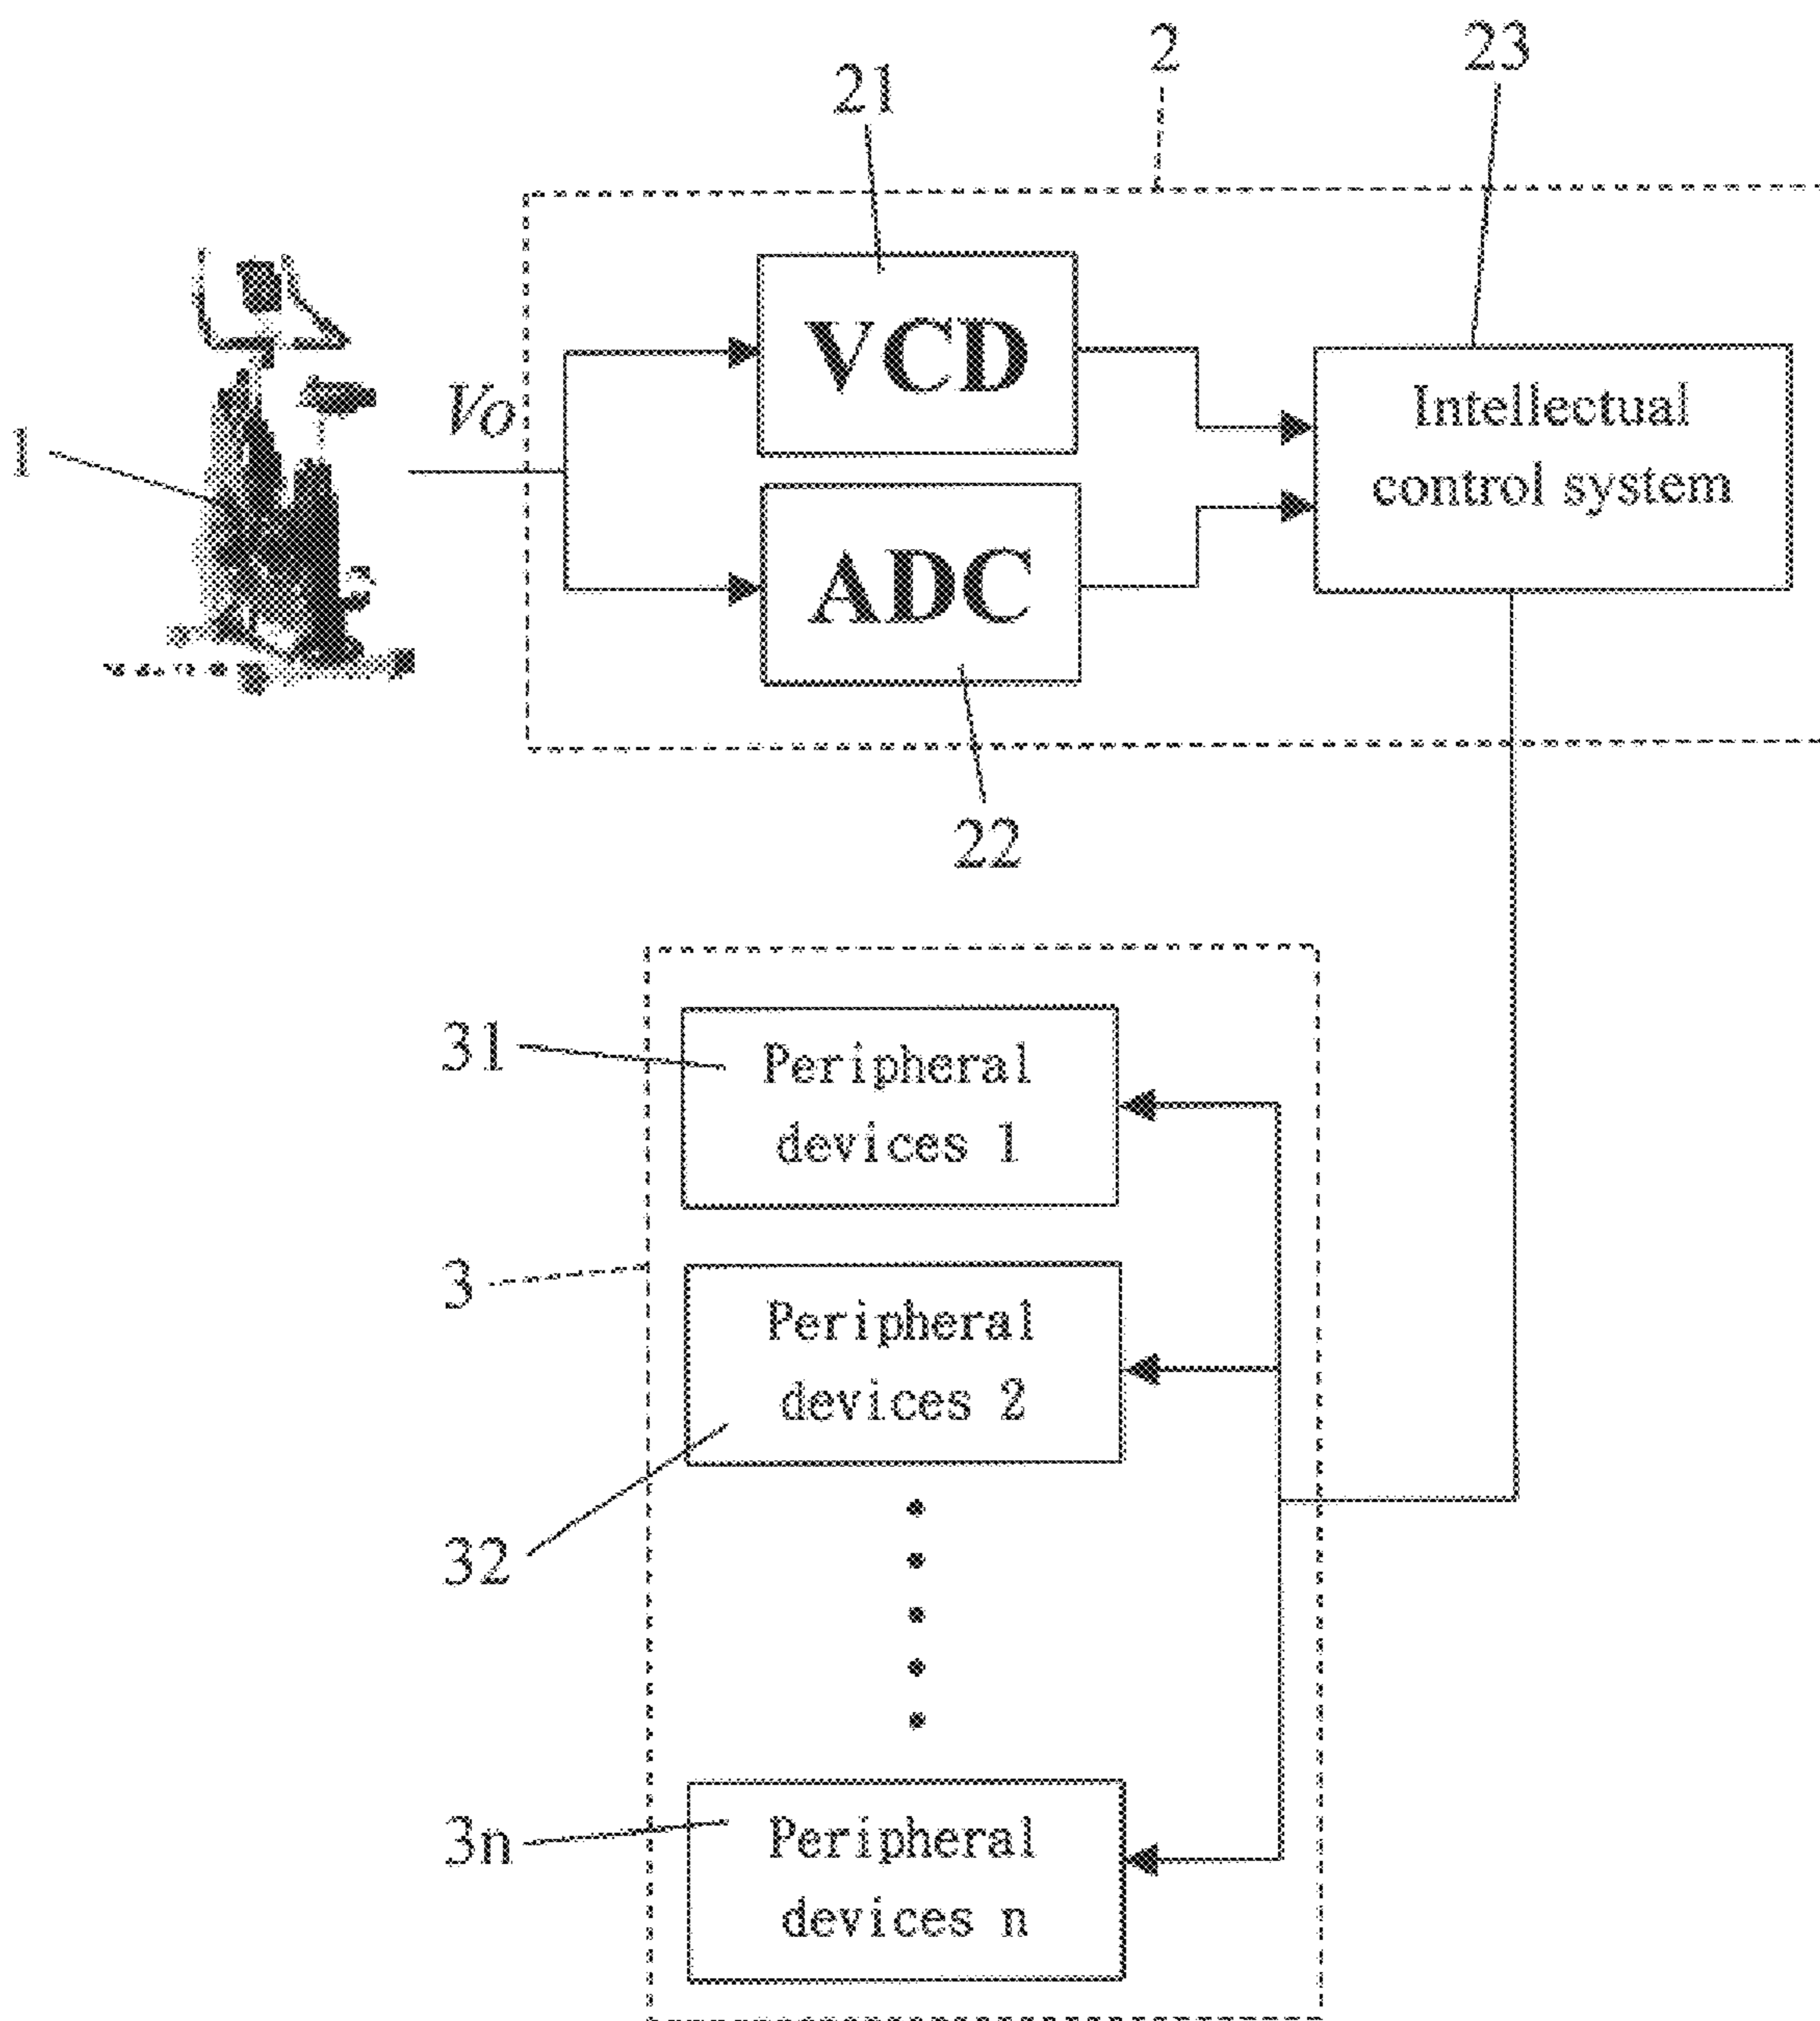 2
23
21
VCD
Intellectual
control system
Vo
1
ADC
22
31
Peripheral
devices 1
3
Peripheral
devices 2
32
3n
Peripheral
devices n